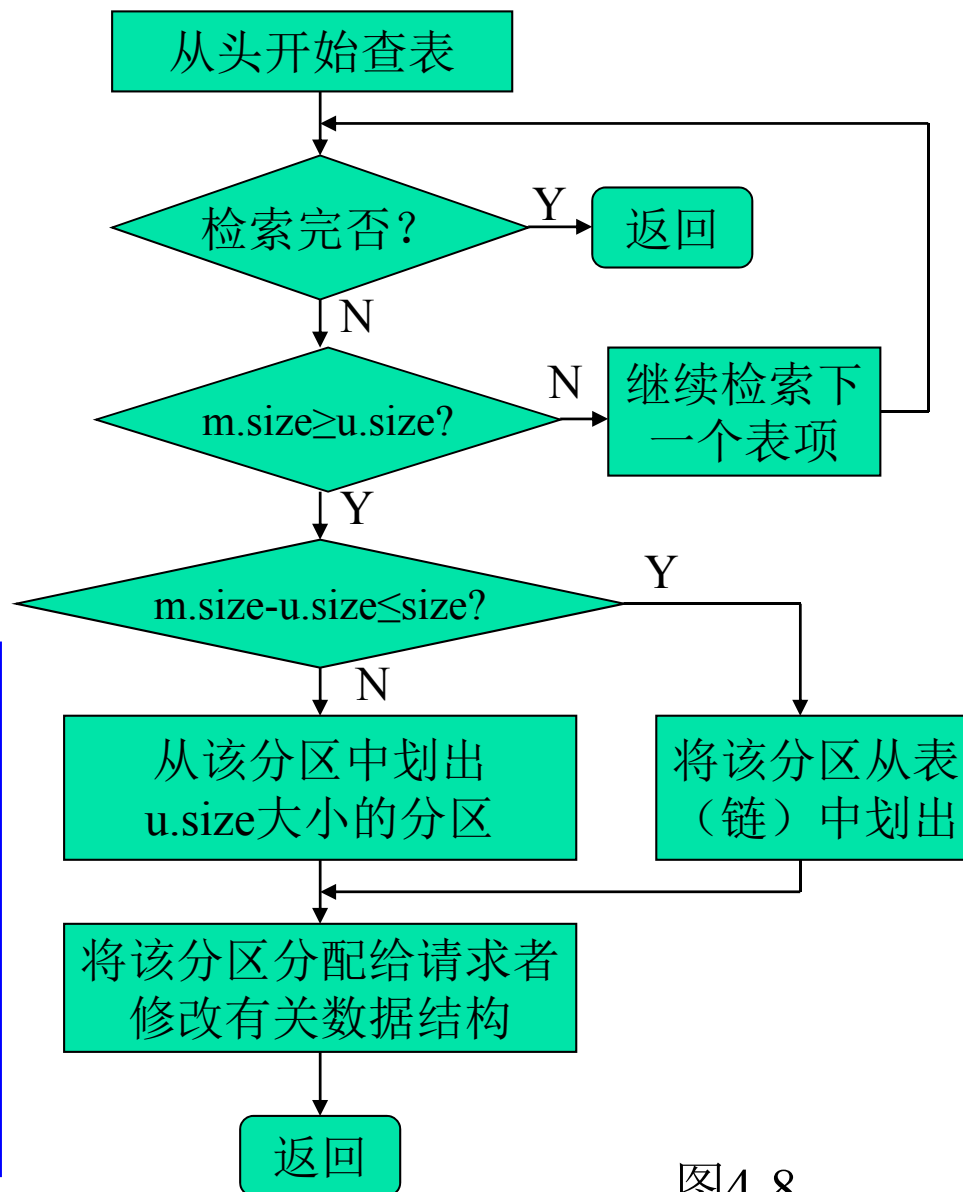 从头开始查表
检索完否？
Y
返回
N
m.size≥u.size?
N
继续检索下
一个表项
Y
m.size-u.size≤size?
Y
N
从该分区中划出
u.size大小的分区
将该分区从表
（链）中划出
将该分区分配给请求者
修改有关数据结构
返回
图4.8